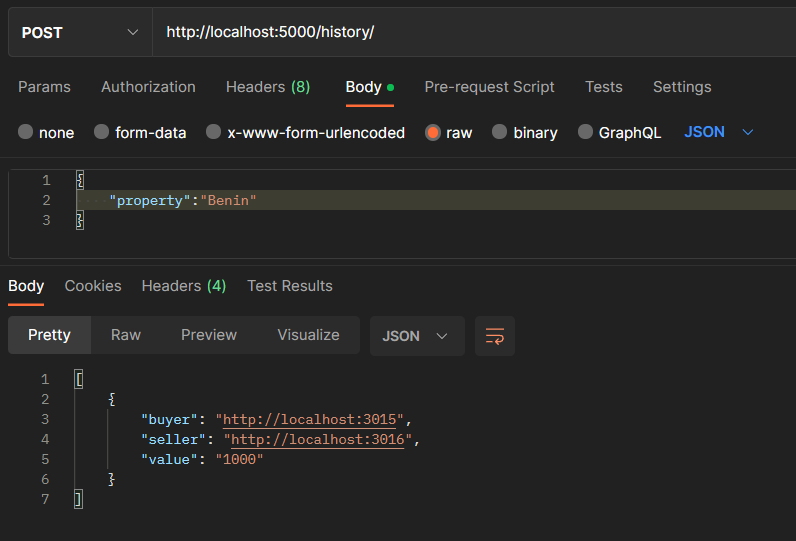 POST http://localhost:5000/history/
Params Authorization Headers (8) Body Pre-request Script Tests Settings
none form-data x-www-form-urlencoded raw binary GraphQL JSON
1 {
2 "property":"Benin"
3 }
Body Cookies Headers (4) Test Results
Pretty Raw Preview Visualize JSON
1 [
2 {
3 "buyer": "http://localhost:3015",
4 "seller": "http://localhost:3016",
5 "value": "1000"
6 }
7 ]